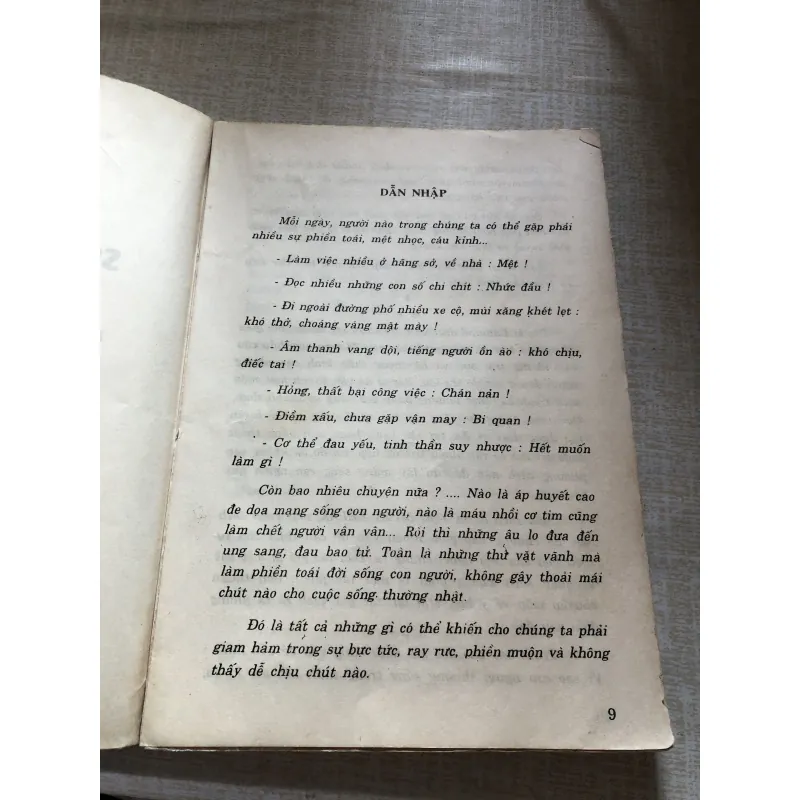 DẪN NHẬP
Mỗi ngày, người nào trong chúng ta có thể gặp phải
nhiều sự phiền toái, mệt nhọc, cáu kỉnh...
- Làm việc nhiều ở hãng sở, về nhà : Mệt !
- Đọc nhiều những con số chi chít : Nhức đầu !
- Đi ngoài đường phố nhiều xe cộ, mùi xăng khét lẹt :
khó thở, choáng váng mặt mày !
- Âm thanh vang dội, tiếng người ồn ào : khó chịu,
điếc tai !
- Hỏng, thất bại công việc : Chán nản !
- Điềm xấu, chưa gặp vận may : Bi quan !
- Cơ thể đau yếu, tinh thần suy nhược : Hết muốn
làm gì !
Còn bao nhiêu chuyện nữa ? .... Nào là áp huyết cao
đe dọa mạng sống con người, nào là máu nhồi cơ tim cũng
làm chết người vân vân... Rồi thì những âu lo đưa đến
ung sang, đau bao tử. Toàn là những thứ vặt vãnh mà
làm phiền toái đời sống con người, không gây thoải mái
chút nào cho cuộc sống thường nhật.
Đó là tất cả những gì có thể khiến cho chúng ta phải
giam hảm trong sự bực tức, ray rưc, phiền muộn và không
thấy dễ chịu chút nào.
9